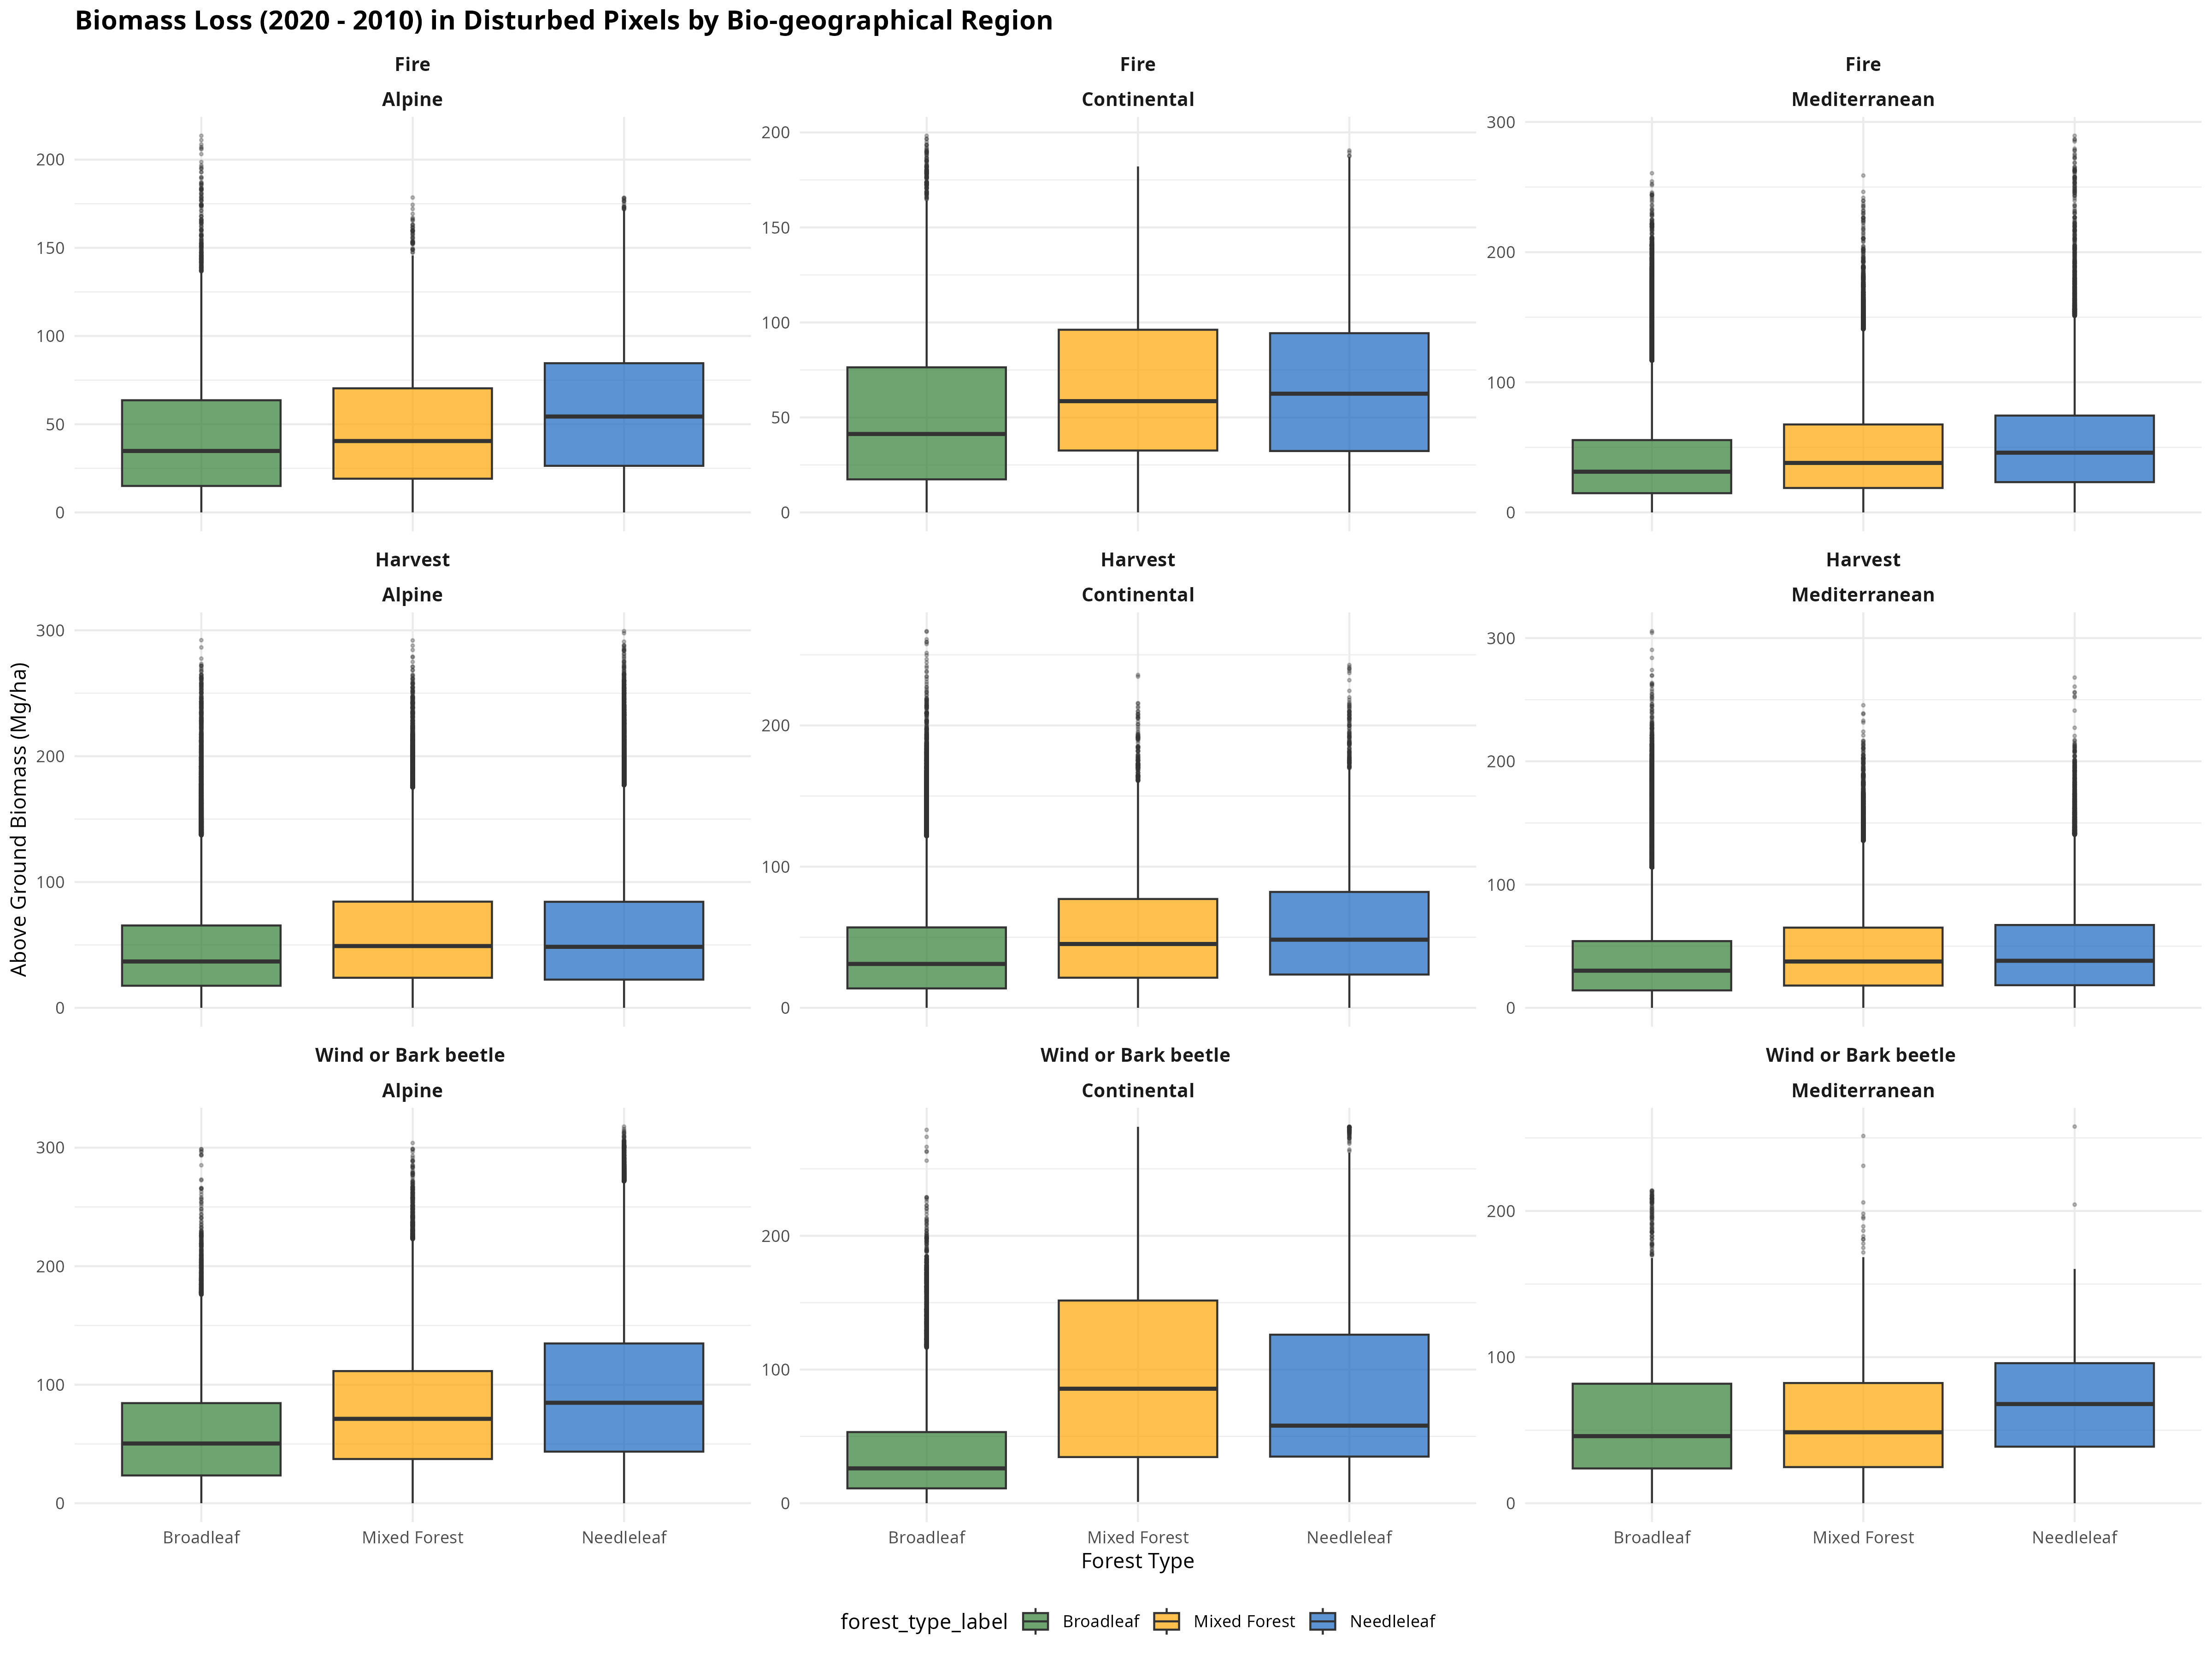 Biomass Loss (2020 - 2010) in Disturbed Pixels by Bio-geographical Region
Fire
Alpine
200
150
100
50
0
Fire
Continental
200
150
100
50
0
Fire
Mediterranean
300
200
100
0
Above Ground Biomass (Mg/ha)
Harvest
Alpine
300
200
100
0
Harvest
Continental
200
100
0
Harvest
Mediterranean
300
200
100
0
Wind or Bark beetle
Alpine
300
200
100
0
Broadleaf Mixed Forest Needleleaf
Wind or Bark beetle
Continental
200
100
0
Broadleaf Mixed Forest Needleleaf
Wind or Bark beetle
Mediterranean
200
100
0
Broadleaf Mixed Forest Needleleaf
Forest Type
forest_type_label Broadleaf Mixed Forest Needleleaf